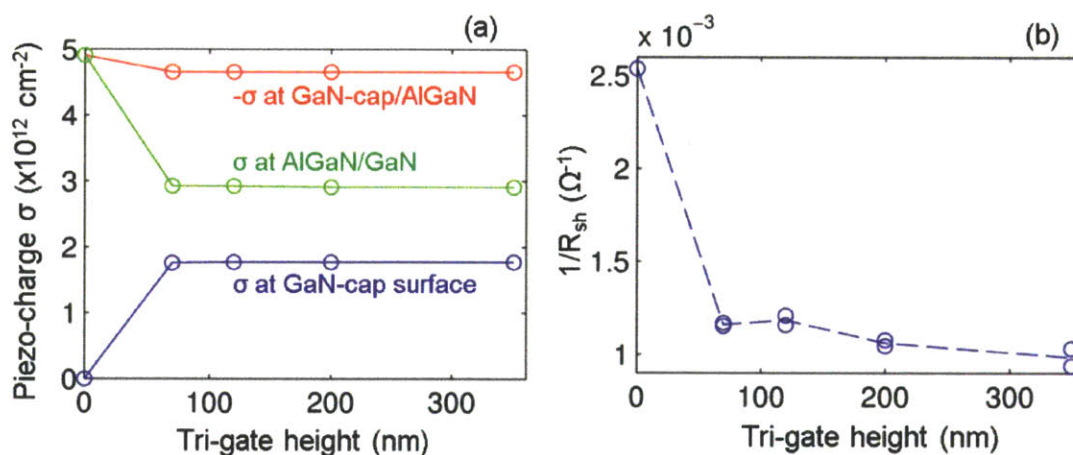 (a)
Piezo-charge σ (x10¹² cm⁻²)
5
4
3
2
1
0
-σ at GaN-cap/AlGaN
σ at AlGaN/GaN
σ at GaN-cap surface
0 100 200 300
Tri-gate height (nm)
x 10⁻³
(b)
1/Rsh (Ω⁻¹)
2.5
2
1.5
1
0 100 200 300
Tri-gate height (nm)